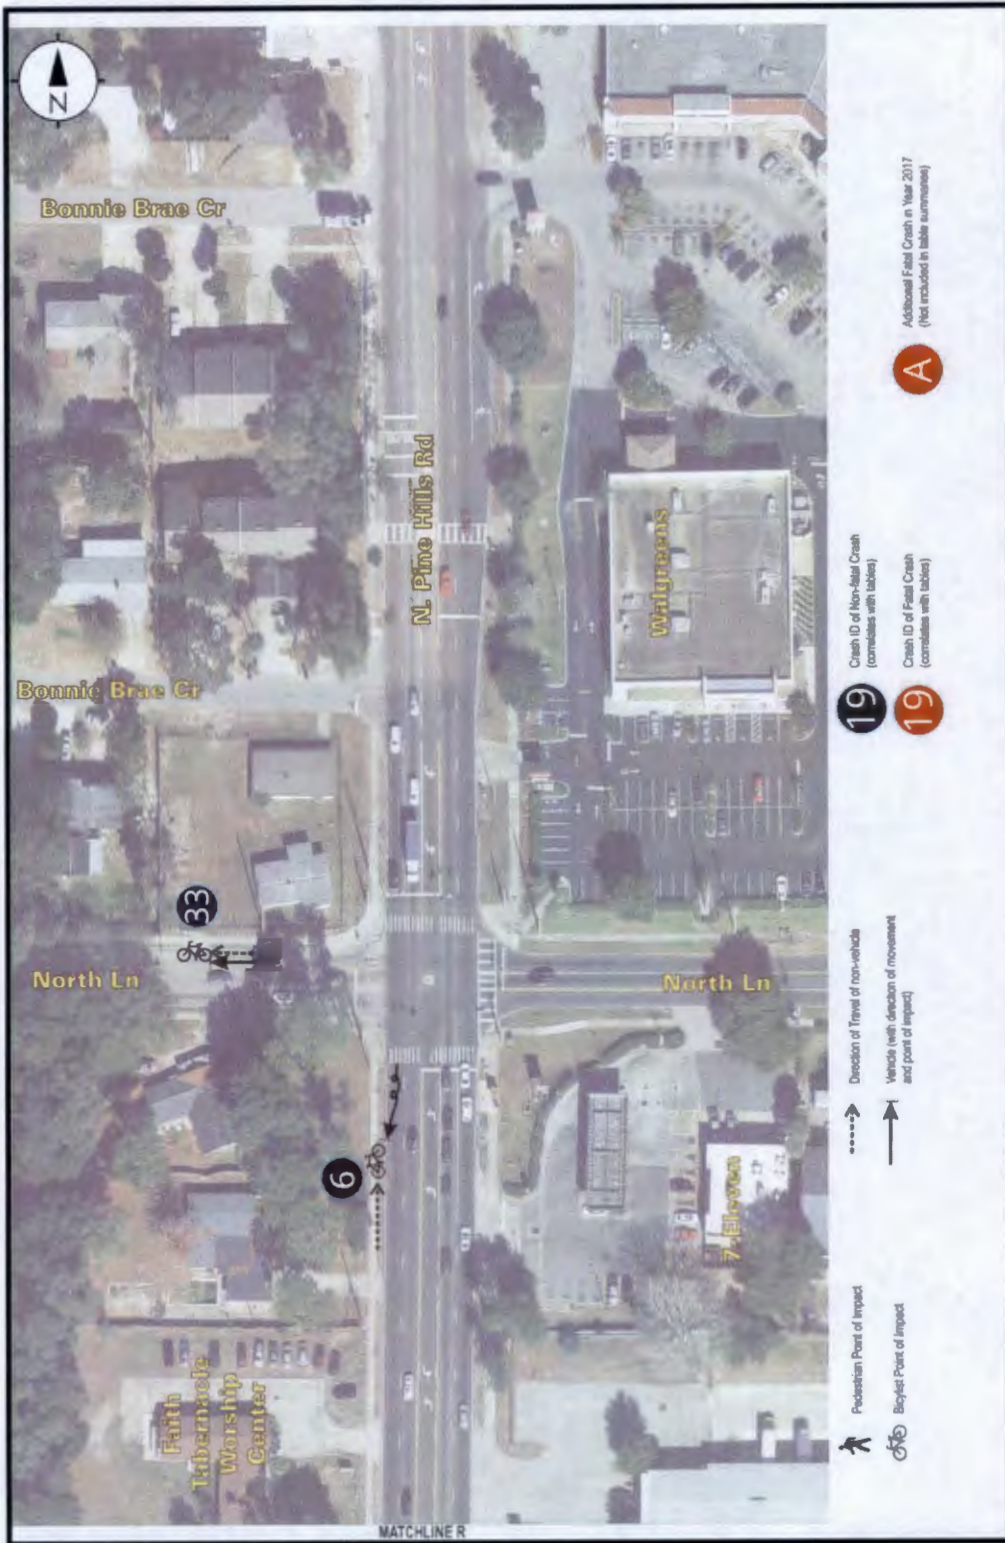 N
Bonnie Brae Cr
N. Pine Hills Rd
Bonnie Brae Cr
Walgreens
33
North Ln
North Ln
6
7-Eleven
Faith
Tabernacle
Worship
Center
MATCHLINE R
Pedestrian Point of Impact
Bicylist Point of Impact
Direction of Travel of non-vehicle
Vehicle (with direction of movement
and point of impact)
19
Crash ID of Non-fatal Crash
(correlates with tables)
19
Crash ID of Fatal Crash
(correlates with tables)
A
Additional Fatal Crash in Year 2017
(Not included in table summaries)